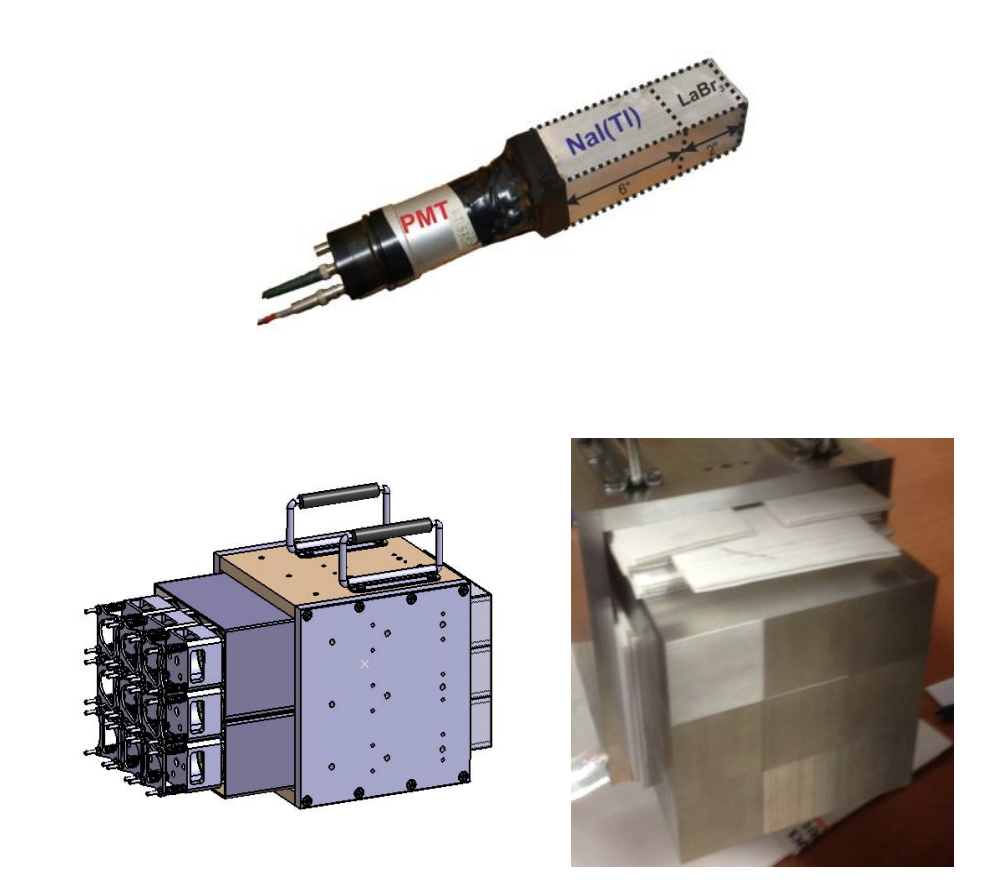 NaI(Tl)
LaBr3
6"
2"
PMT